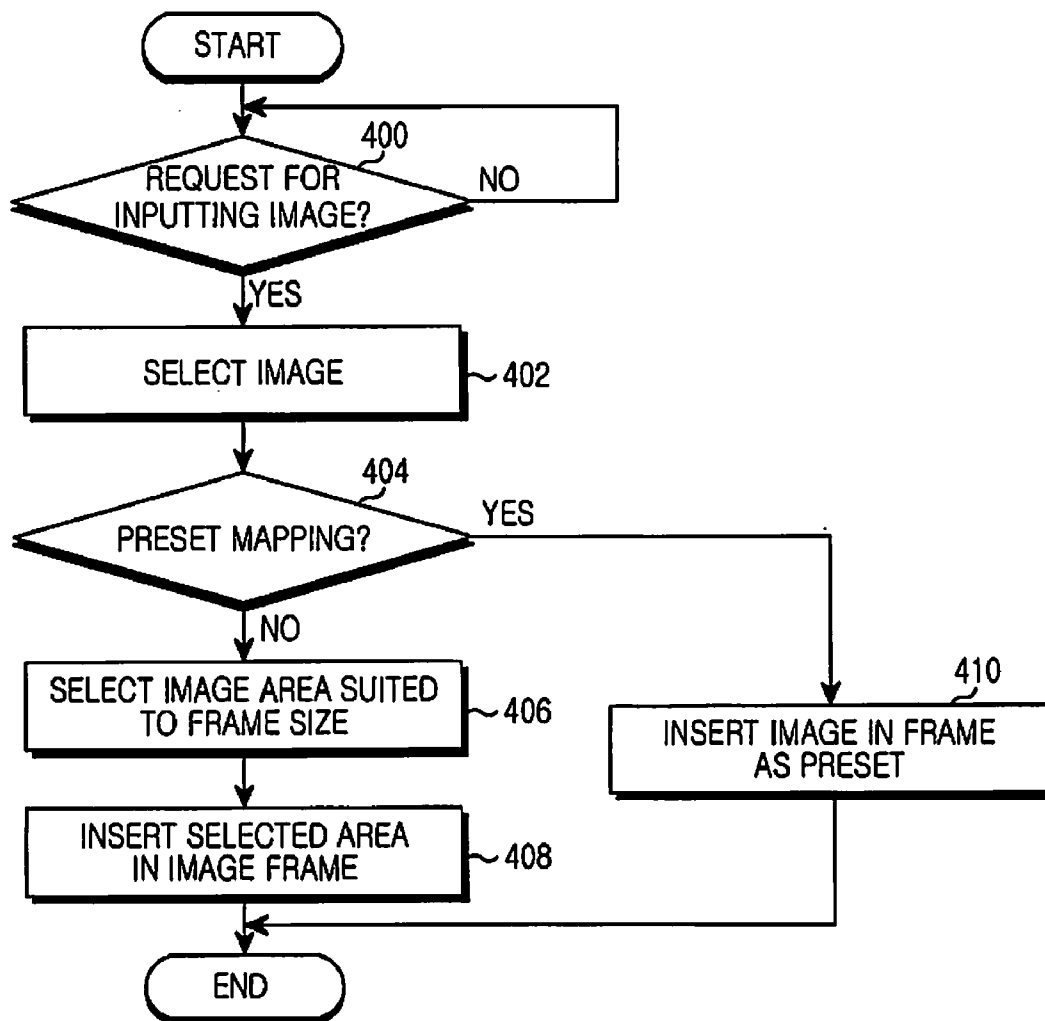 START
400
REQUEST FOR
INPUTTING IMAGE?
NO
YES
SELECT IMAGE
402
404
PRESET MAPPING?
YES
NO
SELECT IMAGE AREA SUITED
TO FRAME SIZE
406
410
INSERT IMAGE IN FRAME
AS PRESET
INSERT SELECTED AREA
IN IMAGE FRAME
408
END